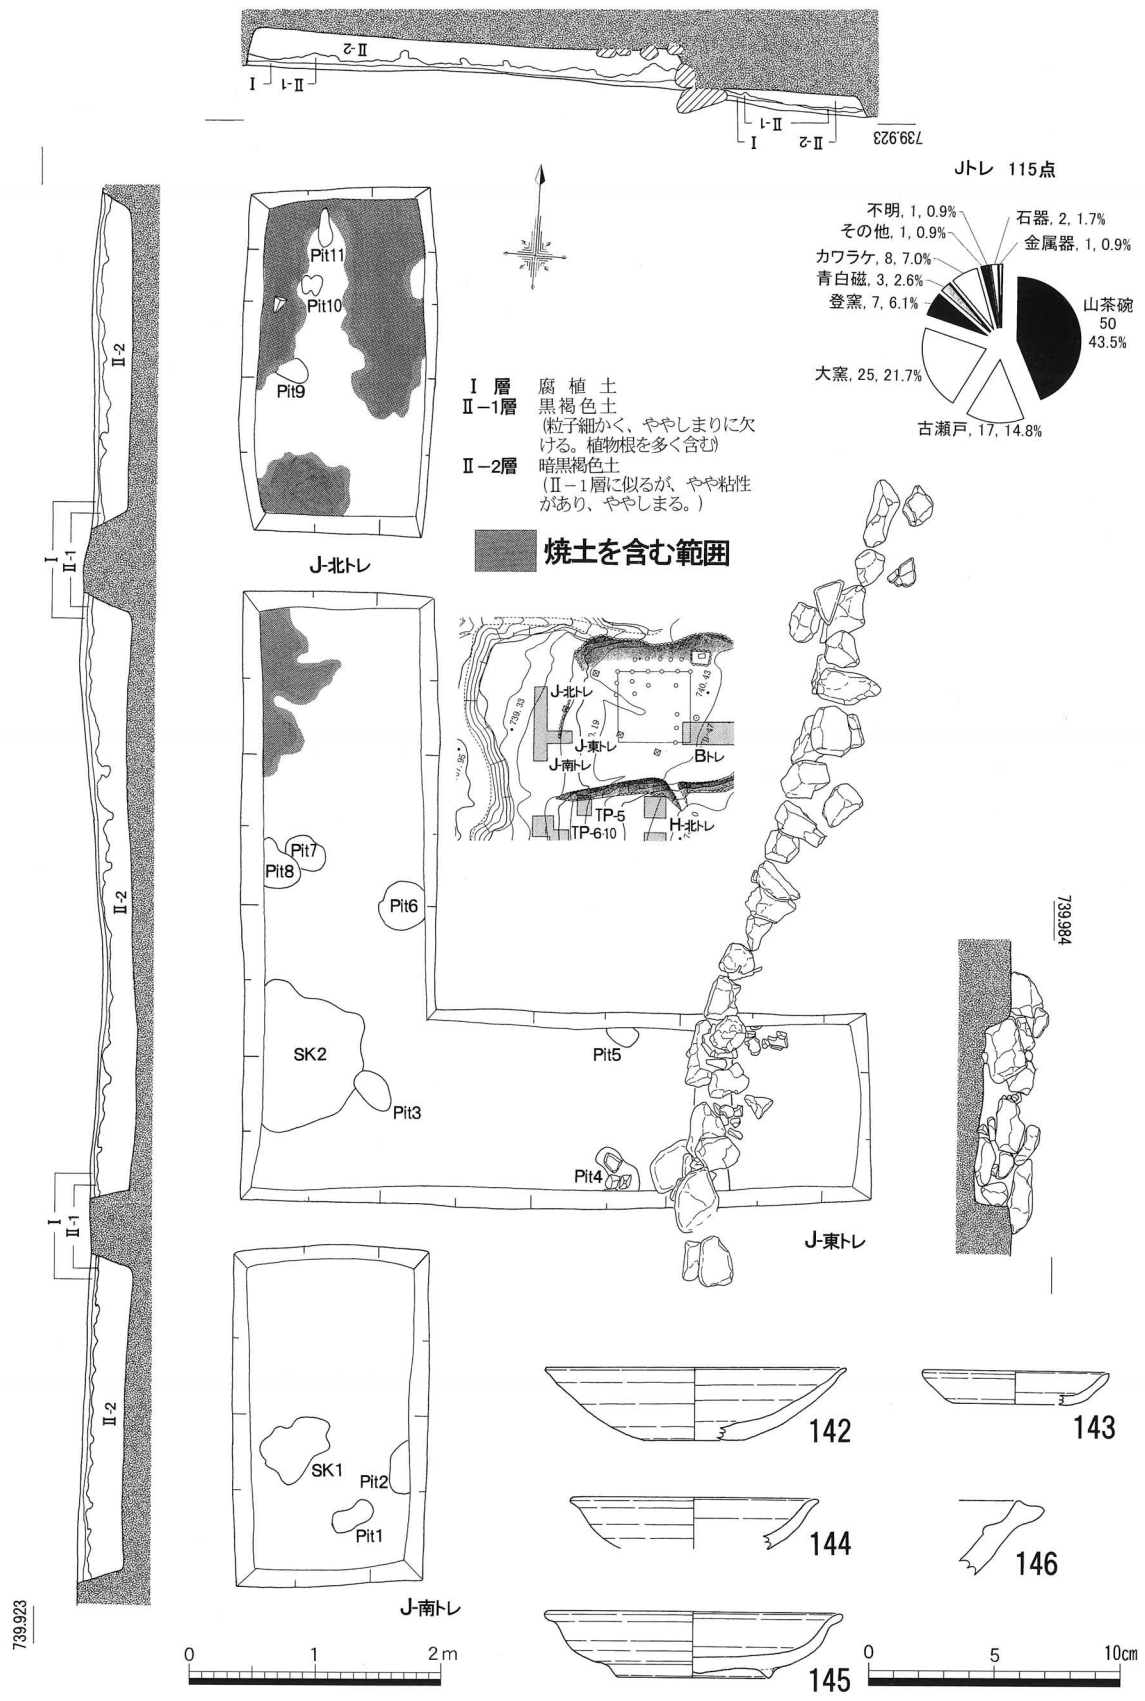 Ⅱ-2
Ⅰ
Ⅱ-1
Ⅱ-1
Ⅰ
Ⅱ-2
739.923
Jトレ 115点
不明, 1, 0.9%
石器, 2, 1.7%
その他, 1, 0.9%
金属器, 1, 0.9%
カワラケ, 8, 7.0%
青白磁, 3, 2.6%
登窯, 7, 6.1%
山茶碗
50
43.5%
大窯, 25, 21.7%
古瀬戸, 17, 14.8%
Pit11
Pit10
Pit9
J-北トレ
Ⅰ層 腐植土
Ⅱ-1層 黒褐色土
(粒子細かく、ややしまりに欠
ける。植物根を多く含む)
Ⅱ-2層 暗黒褐色土
(Ⅱ-1層に似るが、やや粘性
があり、ややしまる。)
焼土を含む範囲
Ⅱ-2
Ⅰ
Ⅱ-1
Ⅱ-2
Ⅰ
Ⅱ-1
Ⅱ-2
739.923
J-北トレ
739.33
740.43
J-東トレ
J-南トレ
Bトレ
TP-5
TP-6·10
H-北トレ
Pit7
Pit8
Pit6
SK2
Pit3
Pit5
Pit4
J-東トレ
739.984
SK1
Pit2
Pit1
J-南トレ
142
143
144
146
145
0 1 2m
0 5 10cm